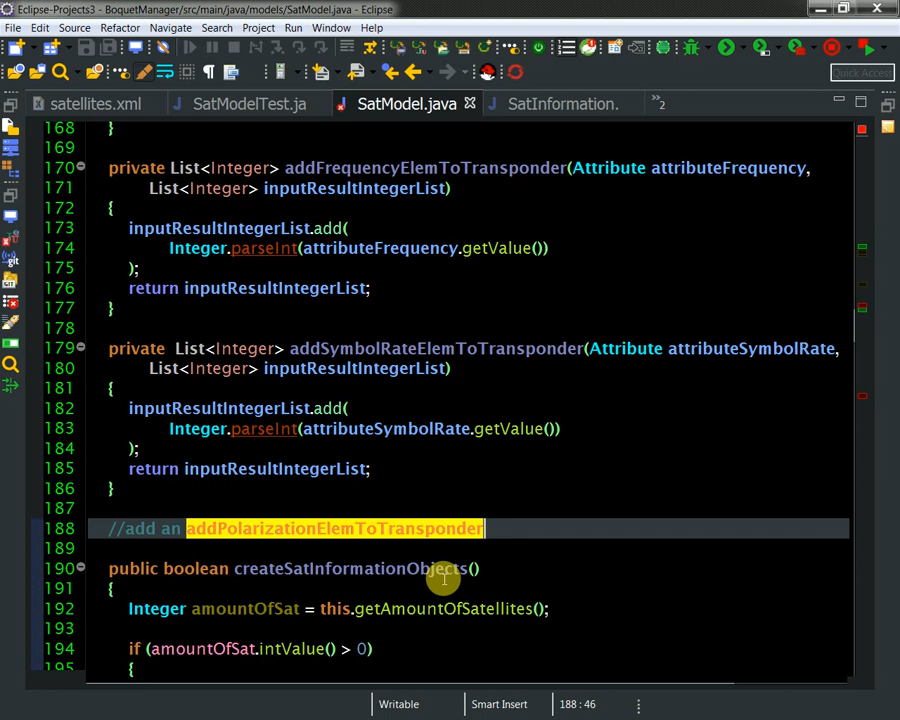 Eclipse-Projects3 - BoquetManager/src/main/java/models/SatModel.java - Eclipse
File Edit Source Refactor Navigate Search Project Run Window Help
Quick Access
satellites.xml SatModelTest.ja SatModel.java SatInformation. »2
168 }
169
170 private List<Integer> addFrequencyElemToTransponder(Attribute attributeFrequency,
171 List<Integer> inputResultIntegerList)
172 {
173 inputResultIntegerList.add(
174 Integer.parseInt(attributeFrequency.getValue())
175 );
176 return inputResultIntegerList;
177 }
178
179 private List<Integer> addSymbolRateElemToTransponder(Attribute attributeSymbolRate,
180 List<Integer> inputResultIntegerList)
181 {
182 inputResultIntegerList.add(
183 Integer.parseInt(attributeSymbolRate.getValue())
184 );
185 return inputResultIntegerList;
186 }
187
188 //add an addPolarizationElemToTransponder
189
190 public boolean createSatInformationObjects()
191 {
192 Integer amountOfSat = this.getAmountOfSatellites();
193
194 if (amountOfSat.intValue() > 0)
195 {
Writable Smart Insert 188 : 46